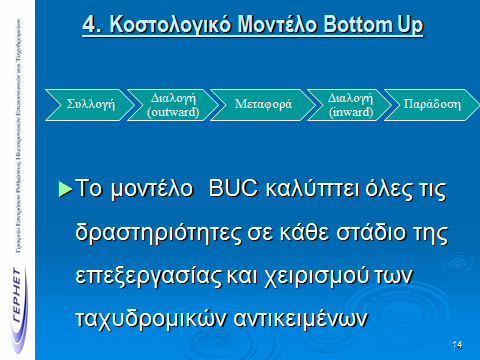 4. Κοστολογικό Μοντέλο Bottom Up
Συλλογή
Διαλογή
(outward)
Μεταφορά
Διαλογή
(inward)
Παράδοση
Το μοντέλο BUC καλύπτει όλες τις
δραστηριότητες σε κάθε στάδιο της
επεξεργασίας και χειρισμού των
ταχυδρομικών αντικειμένων
Γραφείο Επιτρόπου Ρυθμίσεως Ηλεκτρονικών Επικοινωνιών και Ταχυδρομείων
ΓΕΡΗΕΤ
14